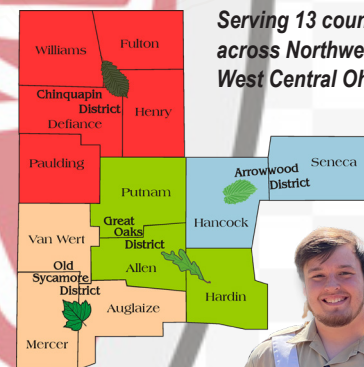 Serving 13 coun
across Northwe
West Central Oh
Williams
Fulton
Chinquapin
District
Defiance
Henry
Paulding
Putnam
Arrowwood
District
Seneca
Hancock
Great
Oaks
District
Van Wert
Allen
Old
Sycamore
District
Hardin
Auglaize
Mercer